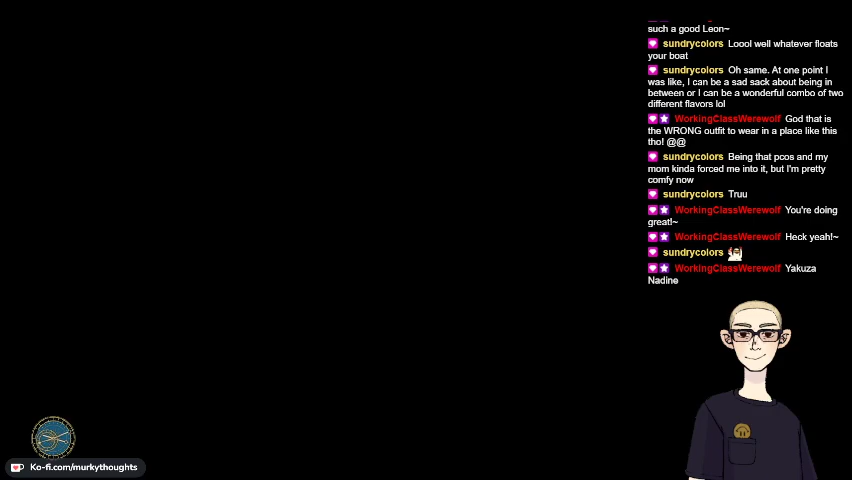 such a good Leon~
sundrycolors Loool well whatever floats
your boat
sundrycolors Oh same. At one point I
was like, I can be a sad sack about being in
between or I can be a wonderful combo of two
different flavors lol
WorkingClassWerewolf God that is
the WRONG outfit to wear in a place like this
tho! @@
sundrycolors Being that pcos and my
mom kinda forced me into it, but I'm pretty
comfy now
sundrycolors Truu
WorkingClassWerewolf You're doing
great!~
WorkingClassWerewolf Heck yeah!~
sundrycolors
WorkingClassWerewolf Yakuza
Nadine
Ko-fi.com/murkythoughts